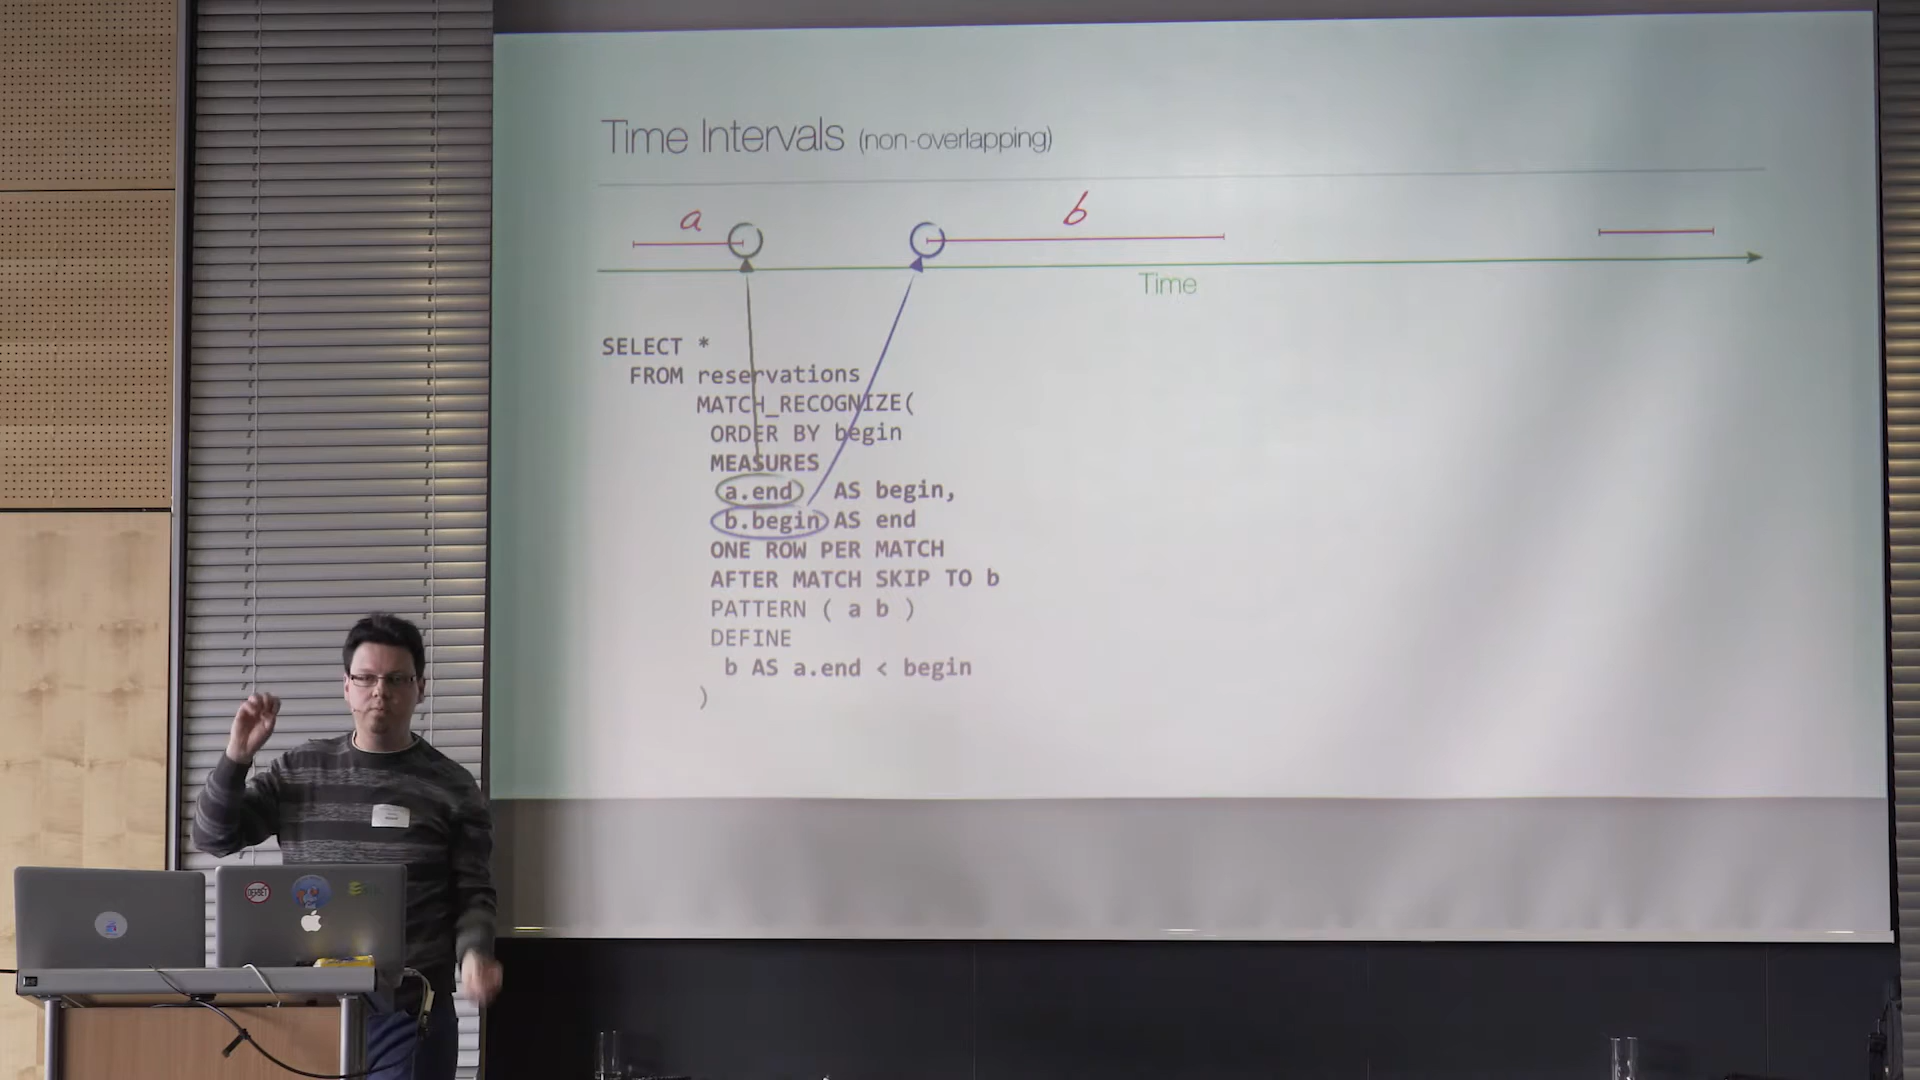 Time Intervals (non-overlapping)
a
b
Time
SELECT *
FROM reservations
MATCH_RECOGNIZE(
ORDER BY begin
MEASURES
a.end AS begin,
b.begin AS end
ONE ROW PER MATCH
AFTER MATCH SKIP TO b
PATTERN ( a b )
DEFINE
b AS a.end < begin
)